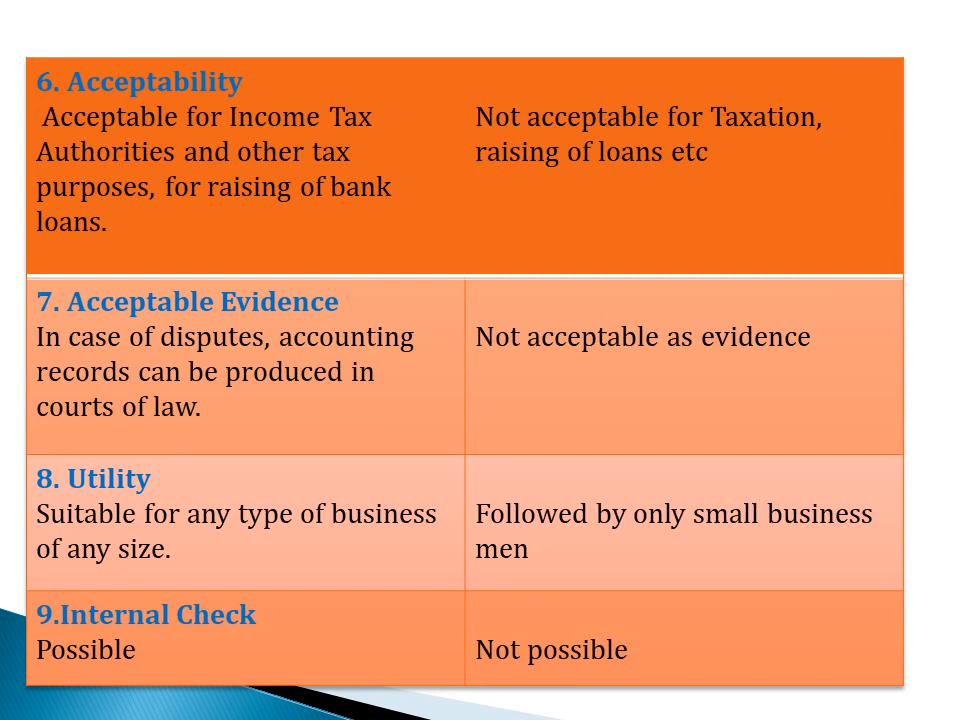 6. Acceptability
Acceptable for Income Tax
Authorities and other tax
purposes, for raising of bank
loans.
Not acceptable for Taxation,
raising of loans etc
7. Acceptable Evidence
In case of disputes, accounting
records can be produced in
courts of law.
Not acceptable as evidence
8. Utility
Suitable for any type of business
of any size.
Followed by only small business
men
9.Internal Check
Possible
Not possible